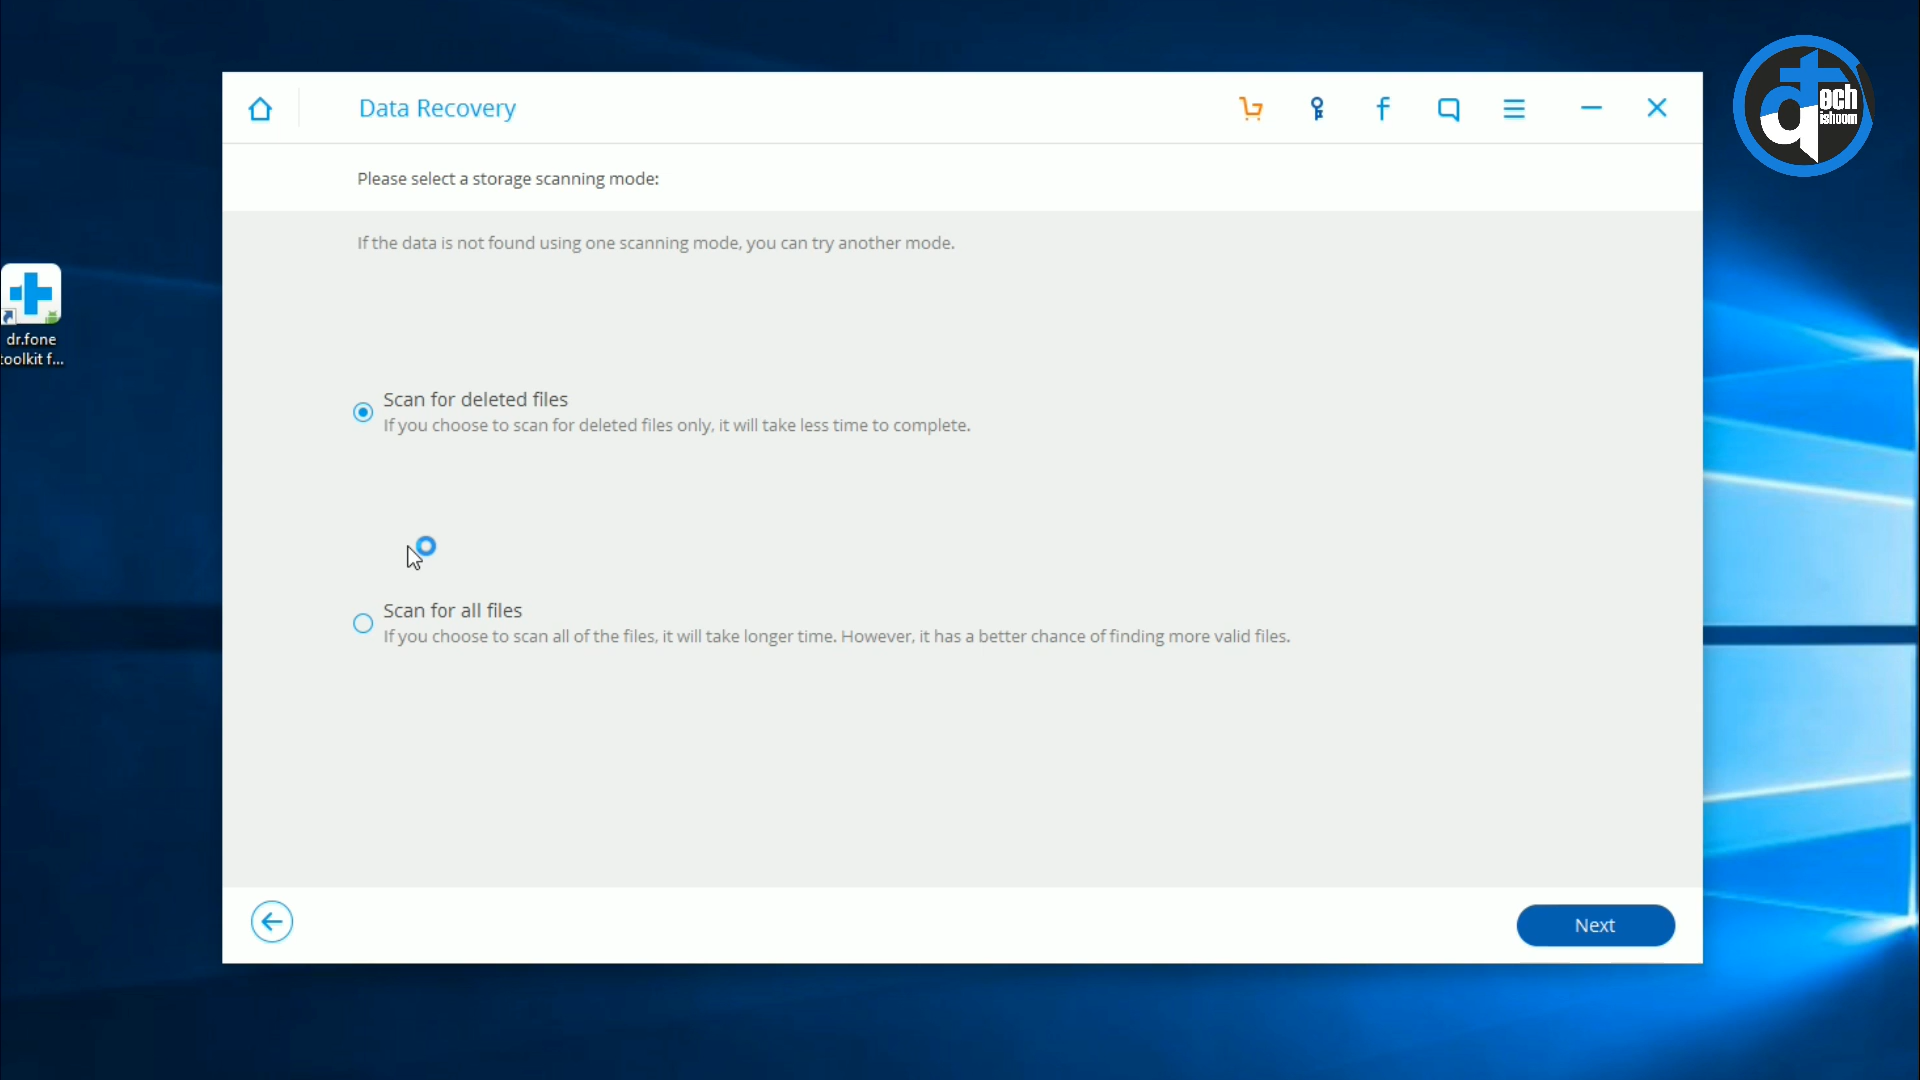 Data Recovery
Please select a storage scanning mode:
If the data is not found using one scanning mode, you can try another mode.
Scan for deleted files
If you choose to scan for deleted files only, it will take less time to complete.
Scan for all files
If you choose to scan all of the files, it will take longer time. However, it has a better chance of finding more valid files.
Next
dr.fone
toolkit f...
ech
ishoom